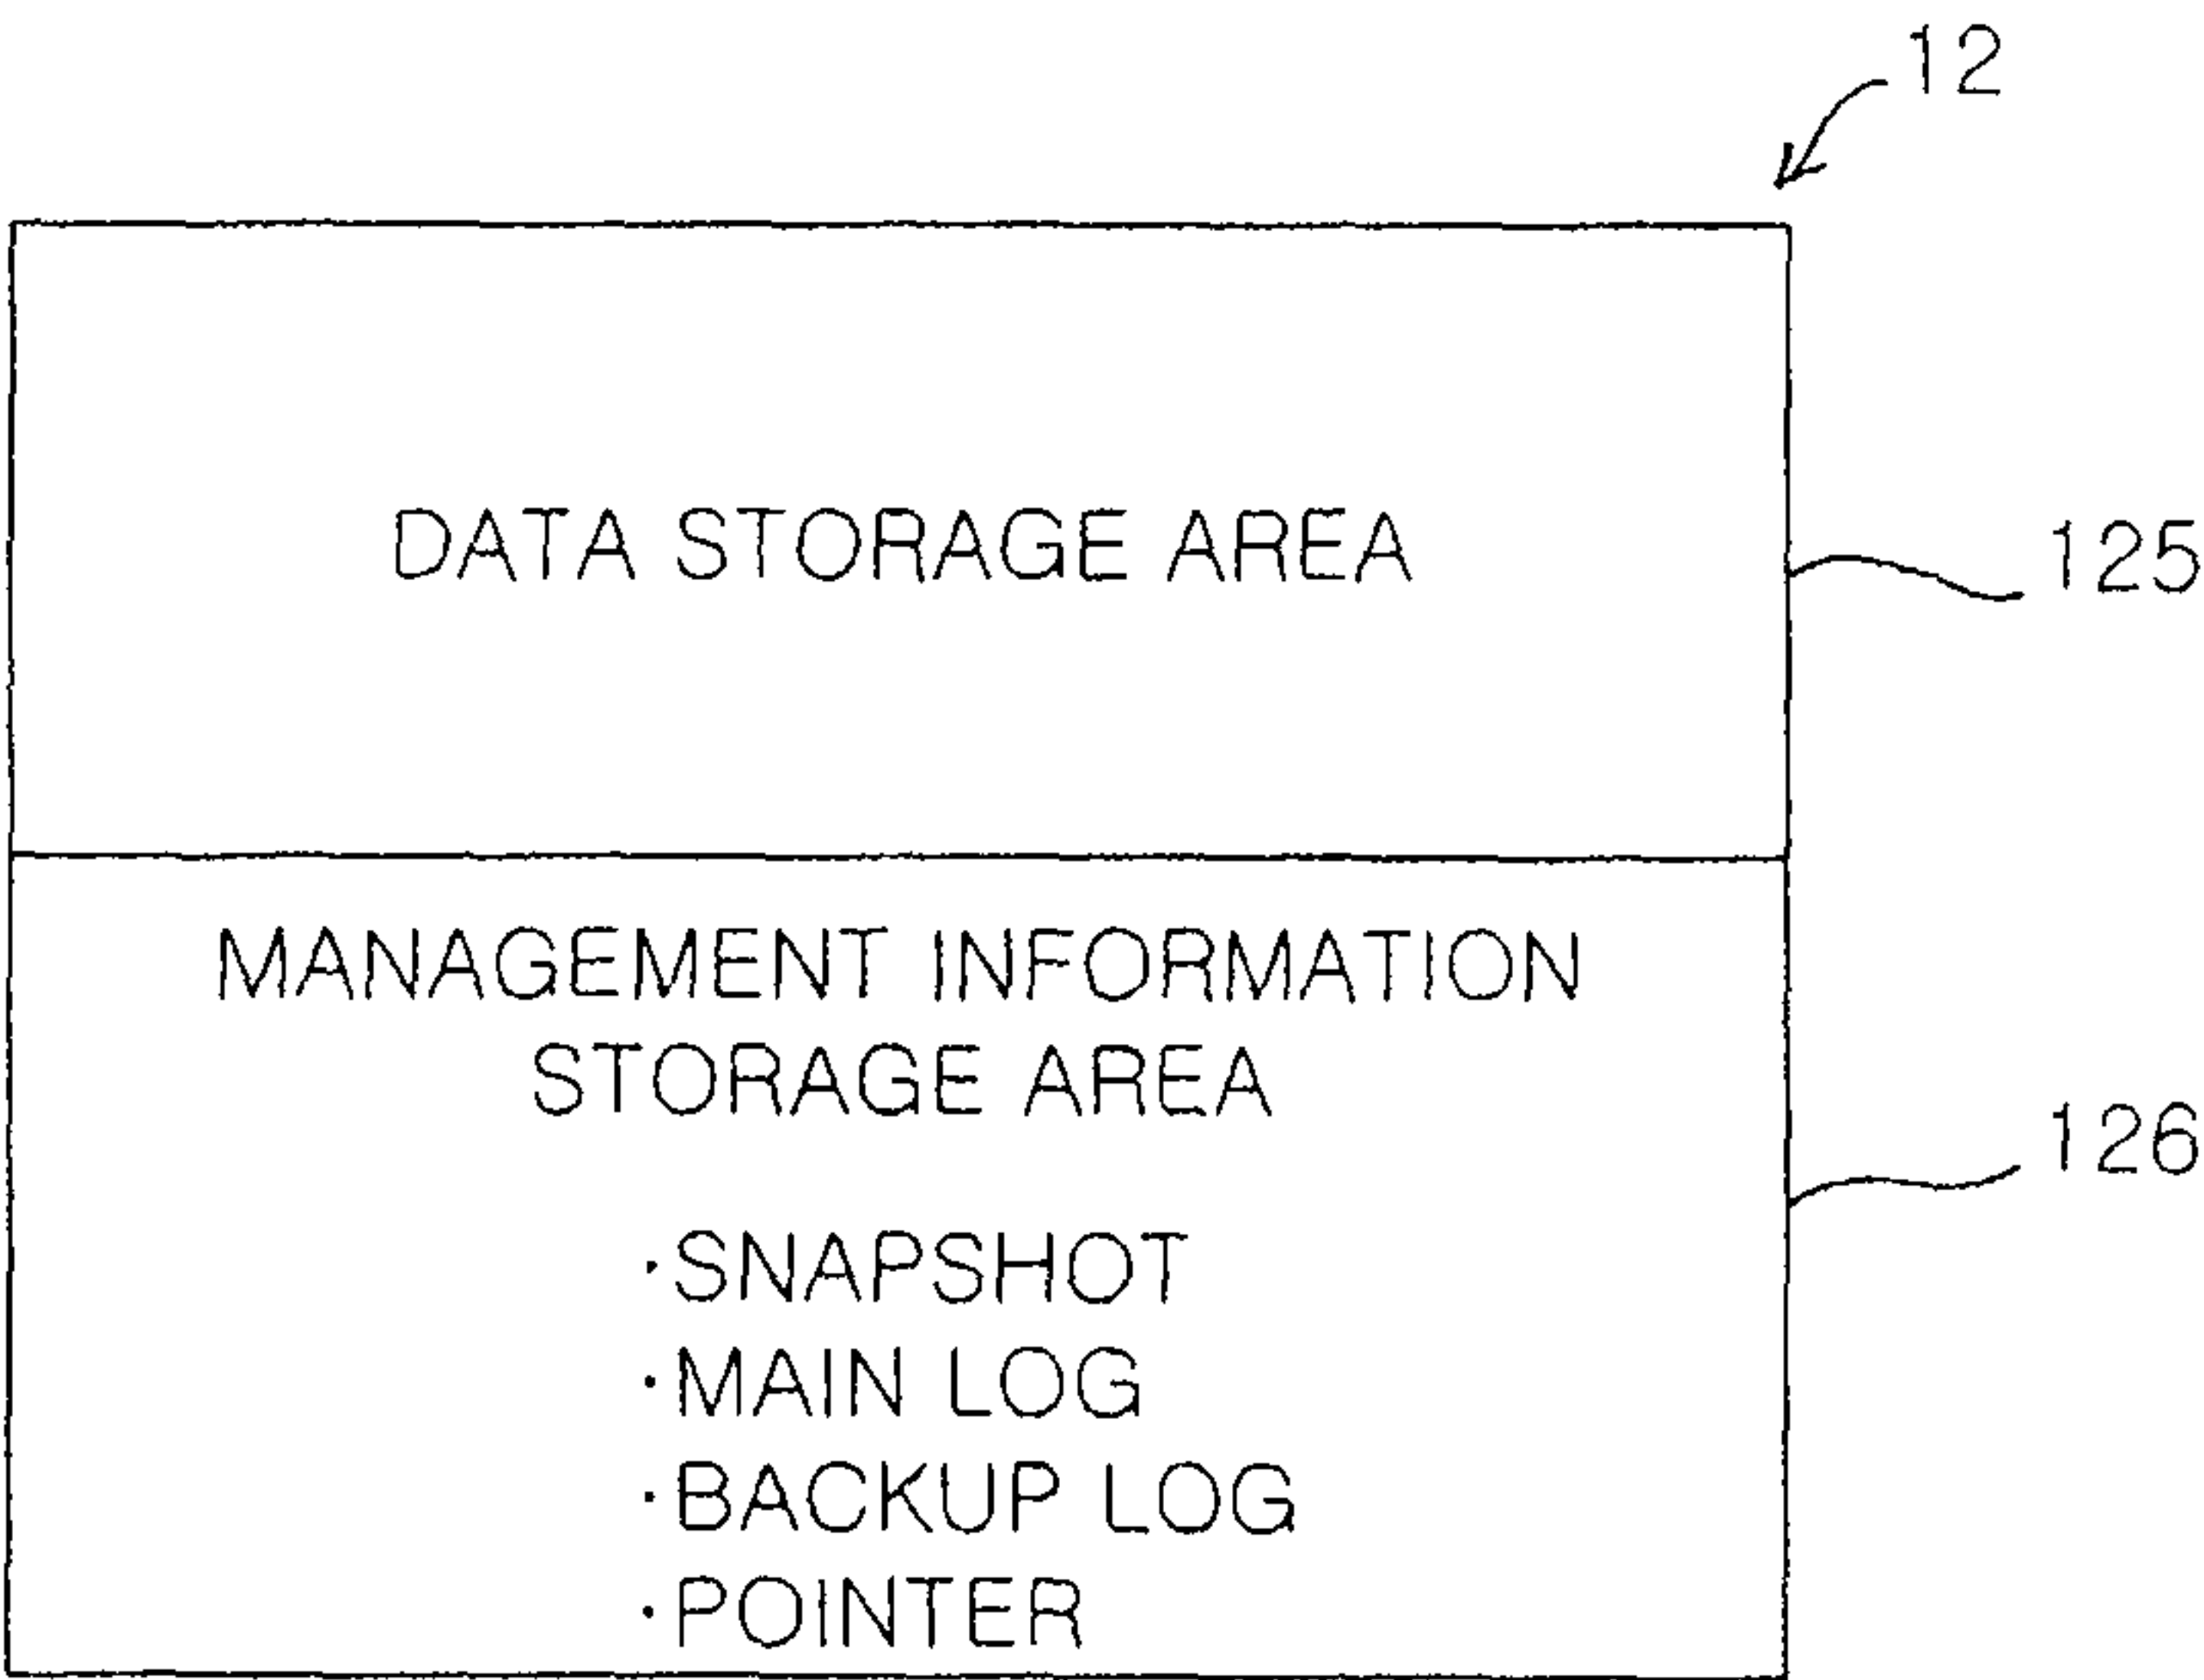 12
DATA STORAGE AREA
125
MANAGEMENT INFORMATION
STORAGE AREA
126
·SNAPSHOT
·MAIN LOG
·BACKUP LOG
·POINTER